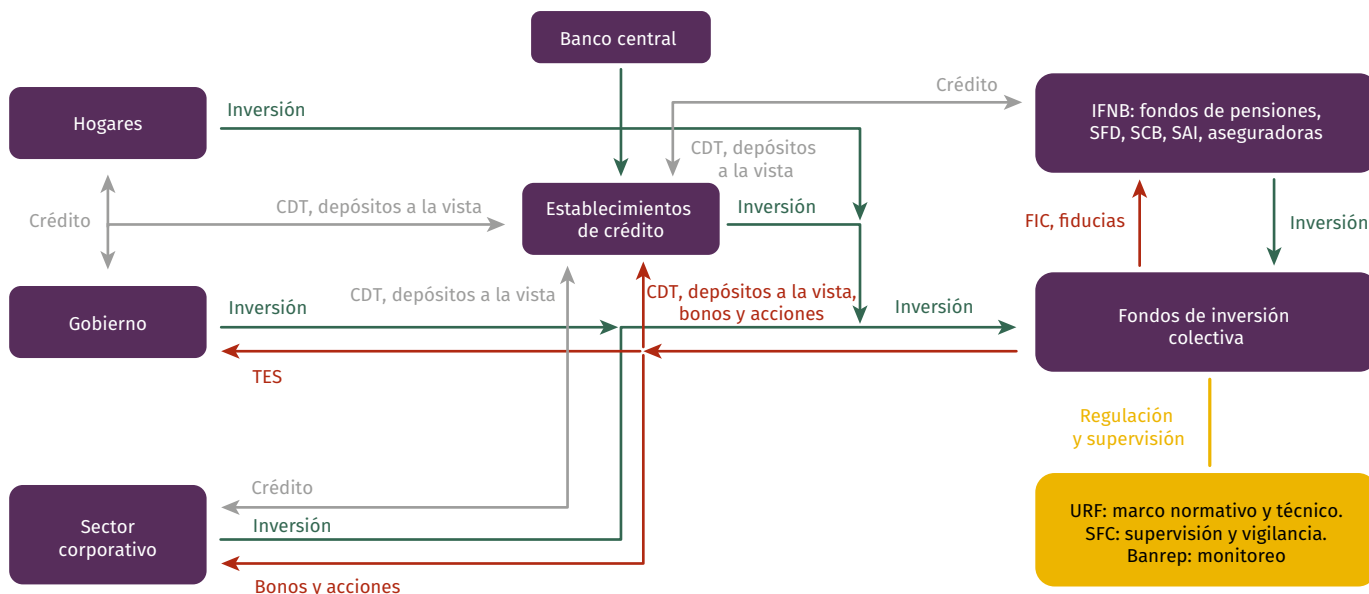 Banco central
Hogares
Inversión
Crédito
IFNB: fondos de pensiones,
SFD, SCB, SAI, aseguradoras
CDT, depósitos
a la vista
Crédito
CDT, depósitos a la vista
Establecimientos
de crédito
Inversión
FIC, fiducias
Inversión
Gobierno
Inversión
CDT, depósitos a la vista
CDT, depósitos a la vista,
bonos y acciones
Inversión
Fondos de inversión
colectiva
TES
Regulación
y supervisión
Sector
corporativo
Crédito
Inversión
Bonos y acciones
URF: marco normativo y técnico.
SFC: supervisión y vigilancia.
Banrep: monitoreo